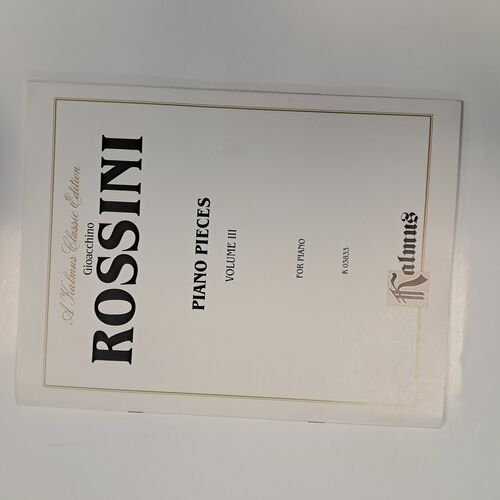 A Kalmus Classic Edition
Gioacchino
ROSSINI
PIANO PIECES
VOLUME III
FOR PIANO
K 03833
Kalmus